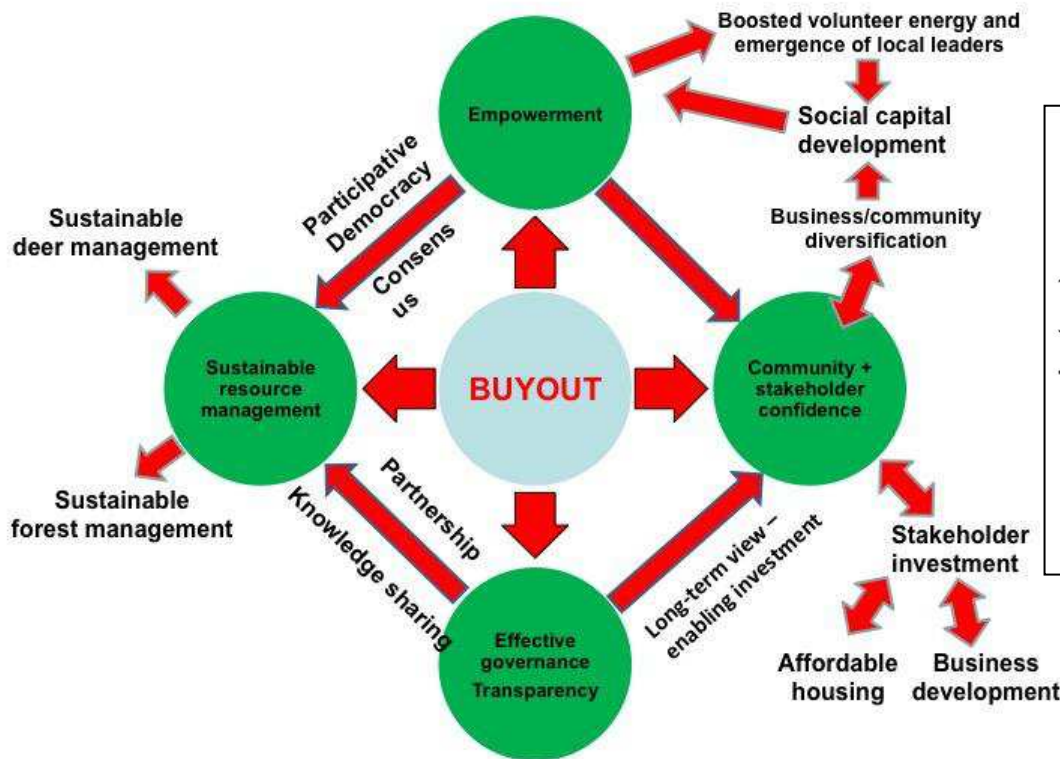 Boosted volunteer energy and
emergence of local leaders
Empowerment
Social capital
development
Participative
Democracy
Consens
us
Business/community
diversification
Sustainable
deer management
Sustainable
resource
management
BUYOUT
Community +
stakeholder
confidence
Sustainable
forest management
Partnership
Knowledge sharing
Long-term view –
enabling investment
Stakeholder
investment
Effective
governance
Transparency
Affordable
housing
Business
development